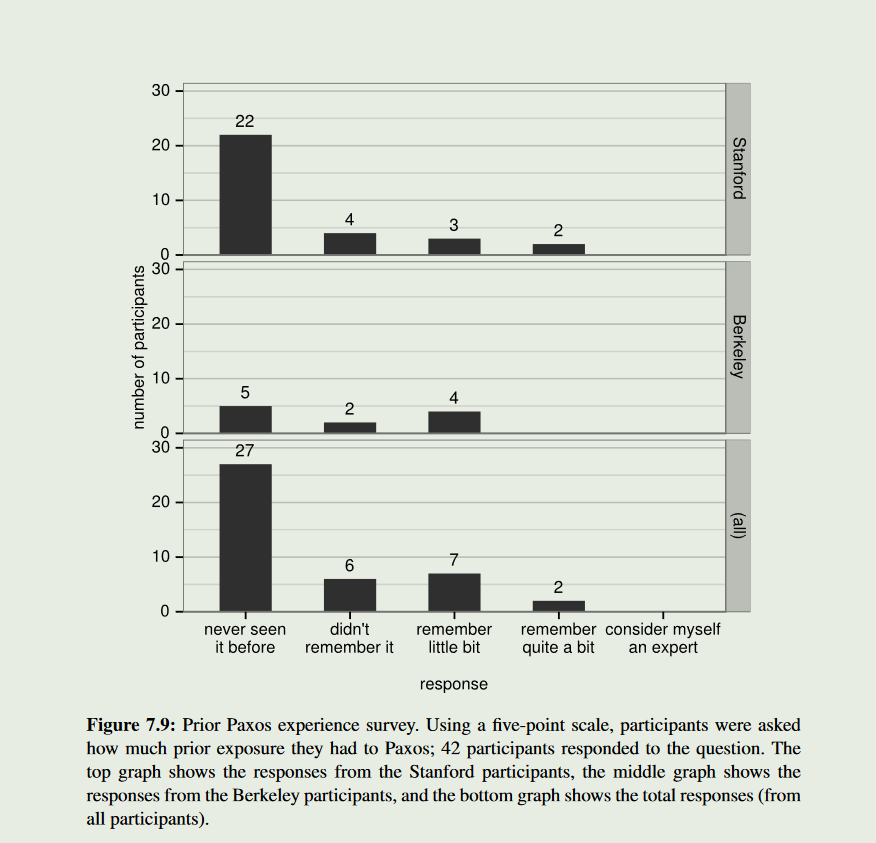 30
22
20
10
4
3
2
0
Stanford
number of participants
30
20
10
5
2
4
0
Berkeley
30
27
20
10
6
7
2
0
(all)
never seen didn't remember remember consider myself
it before remember it little bit quite a bit an expert
response
Figure 7.9: Prior Paxos experience survey. Using a five-point scale, participants were asked
how much prior exposure they had to Paxos; 42 participants responded to the question. The
top graph shows the responses from the Stanford participants, the middle graph shows the
responses from the Berkeley participants, and the bottom graph shows the total responses (from
all participants).